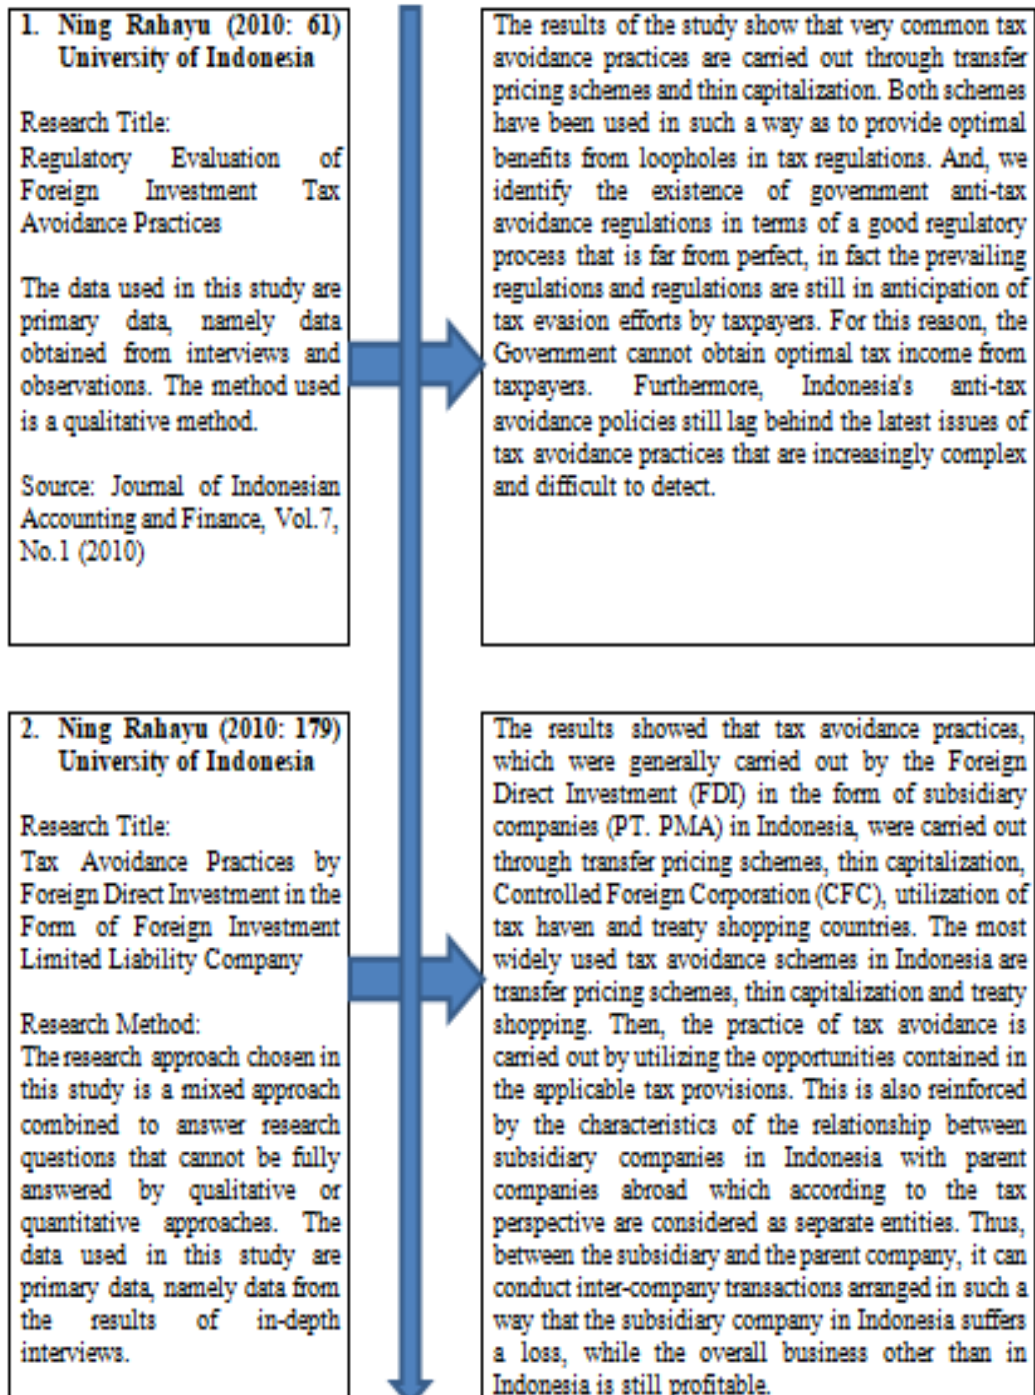 1. Ning Rahayu (2010: 61)
University of Indonesia
Research Title:
Regulatory Evaluation of
Foreign Investment Tax
Avoidance Practices
The data used in this study are
primary data, namely data
obtained from interviews and
observations. The method used
is a qualitative method.
Source: Journal of Indonesian
Accounting and Finance, Vol.7,
No.1 (2010)
The results of the study show that very common tax
avoidance practices are carried out through transfer
pricing schemes and thin capitalization. Both schemes
have been used in such a way as to provide optimal
benefits from loopholes in tax regulations. And, we
identify the existence of government anti-tax
avoidance regulations in terms of a good regulatory
process that is far from perfect, in fact the prevailing
regulations and regulations are still in anticipation of
tax evasion efforts by taxpayers. For this reason, the
Government cannot obtain optimal tax income from
taxpayers. Furthermore, Indonesia's anti-tax
avoidance policies still lag behind the latest issues of
tax avoidance practices that are increasingly complex
and difficult to detect.
2. Ning Rahayu (2010: 179)
University of Indonesia
Research Title:
Tax Avoidance Practices by
Foreign Direct Investment in the
Form of Foreign Investment
Limited Liability Company
Research Method:
The research approach chosen in
this study is a mixed approach
combined to answer research
questions that cannot be fully
answered by qualitative or
quantitative approaches. The
data used in this study are
primary data, namely data from
the results of in-depth
interviews.
The results showed that tax avoidance practices,
which were generally carried out by the Foreign
Direct Investment (FDI) in the form of subsidiary
companies (PT. PMA) in Indonesia, were carried out
through transfer pricing schemes, thin capitalization,
Controlled Foreign Corporation (CFC), utilization of
tax haven and treaty shopping countries. The most
widely used tax avoidance schemes in Indonesia are
transfer pricing schemes, thin capitalization and treaty
shopping. Then, the practice of tax avoidance is
carried out by utilizing the opportunities contained in
the applicable tax provisions. This is also reinforced
by the characteristics of the relationship between
subsidiary companies in Indonesia with parent
companies abroad which according to the tax
perspective are considered as separate entities. Thus,
between the subsidiary and the parent company, it can
conduct inter-company transactions arranged in such a
way that the subsidiary company in Indonesia suffers
a loss, while the overall business other than in
Indonesia is still profitable.